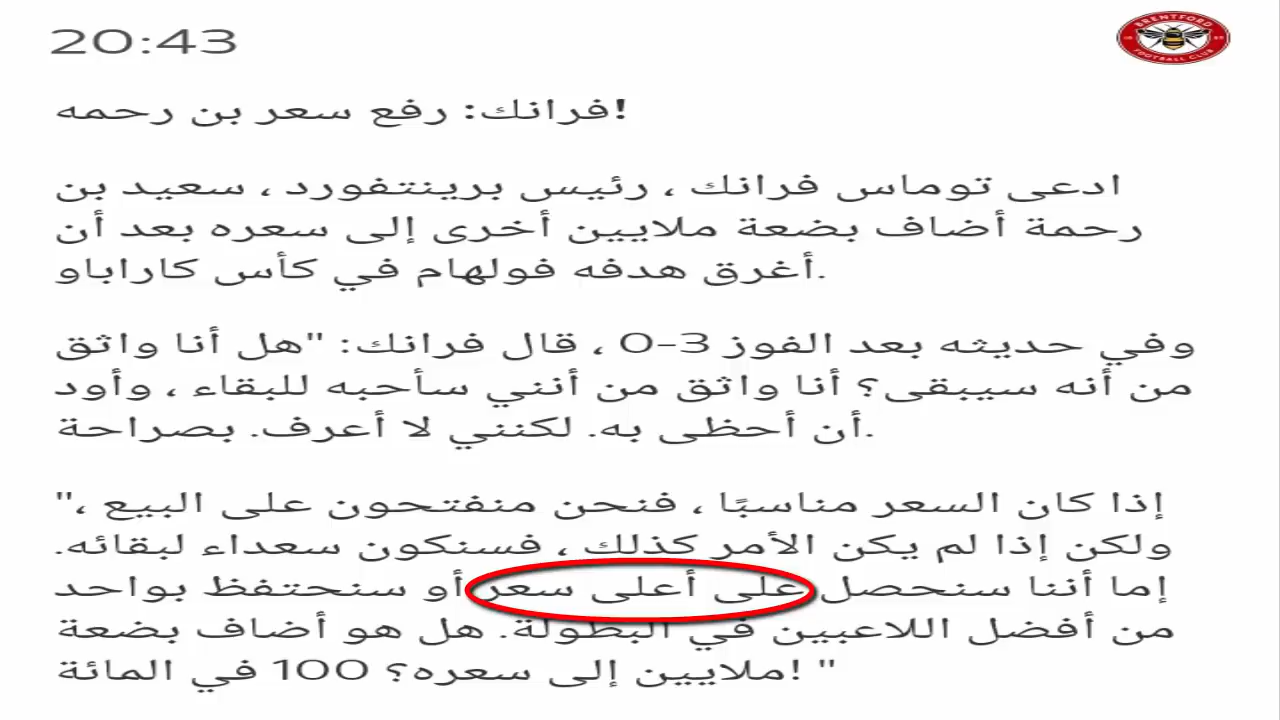 20:43
BRENTFORD
FOOTBALL CLUB
فرانك: رفع سعر بن رحمه!
ادعى توماس فرانك ، رئيس برينتفورد ، سعيد بن
رحمة أضاف بضعة ملايين أخرى إلى سعره بعد أن
أغرق هدفه فولهام في كأس كاراباو.
وفي حديثه بعد الفوز 3-0 ، قال فرانك: "هل أنا واثق
من أنه سيبقى؟ أنا واثق من أنني سأحبه للبقاء ، وأود
أن أحظى به. لكنني لا أعرف. بصراحة.
إذا كان السعر مناسبًا ، فنحن منفتحون على البيع ،"
ولكن إذا لم يكن الأمر كذلك ، فسنكون سعداء لبقائه.
إما أننا سنحصل على أعلى سعر أو سنحتفظ بواحد
من أفضل اللاعبين في البطولة. هل هو أضاف بضعة
ملايين إلى سعره؟ 100 في المائة! "